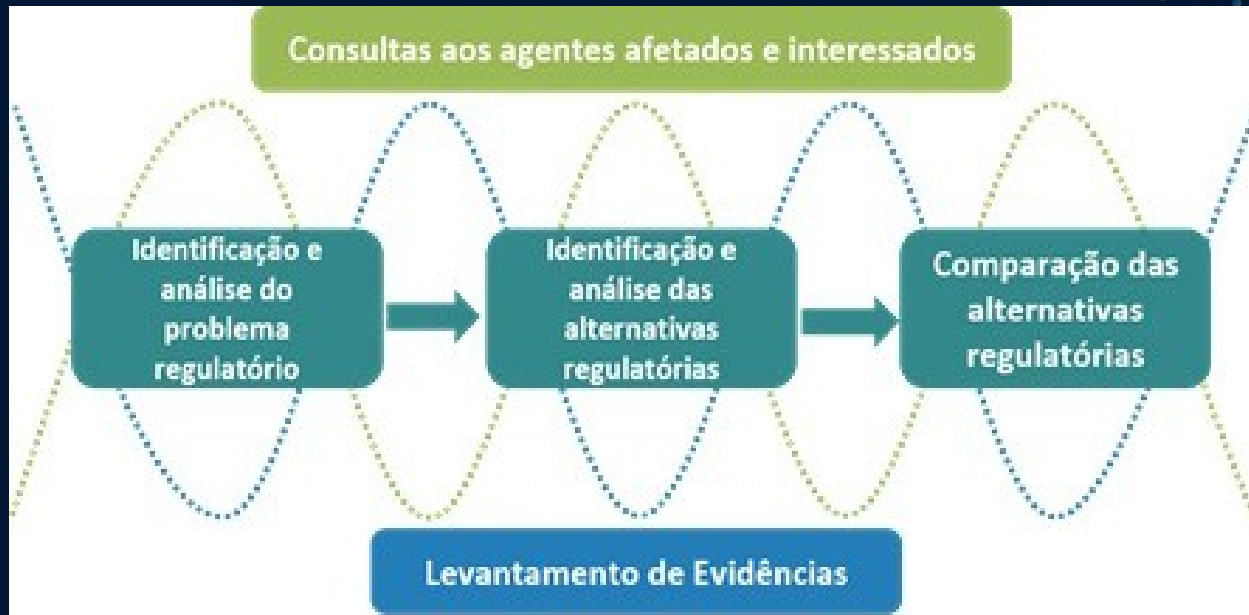 Consultas aos agentes afetados e interessados
Identificação e
análise do
problema
regulatório
Identificação e
análise das
alternativas
regulatórias
Comparação das
alternativas
regulatórias
Levantamento de Evidências